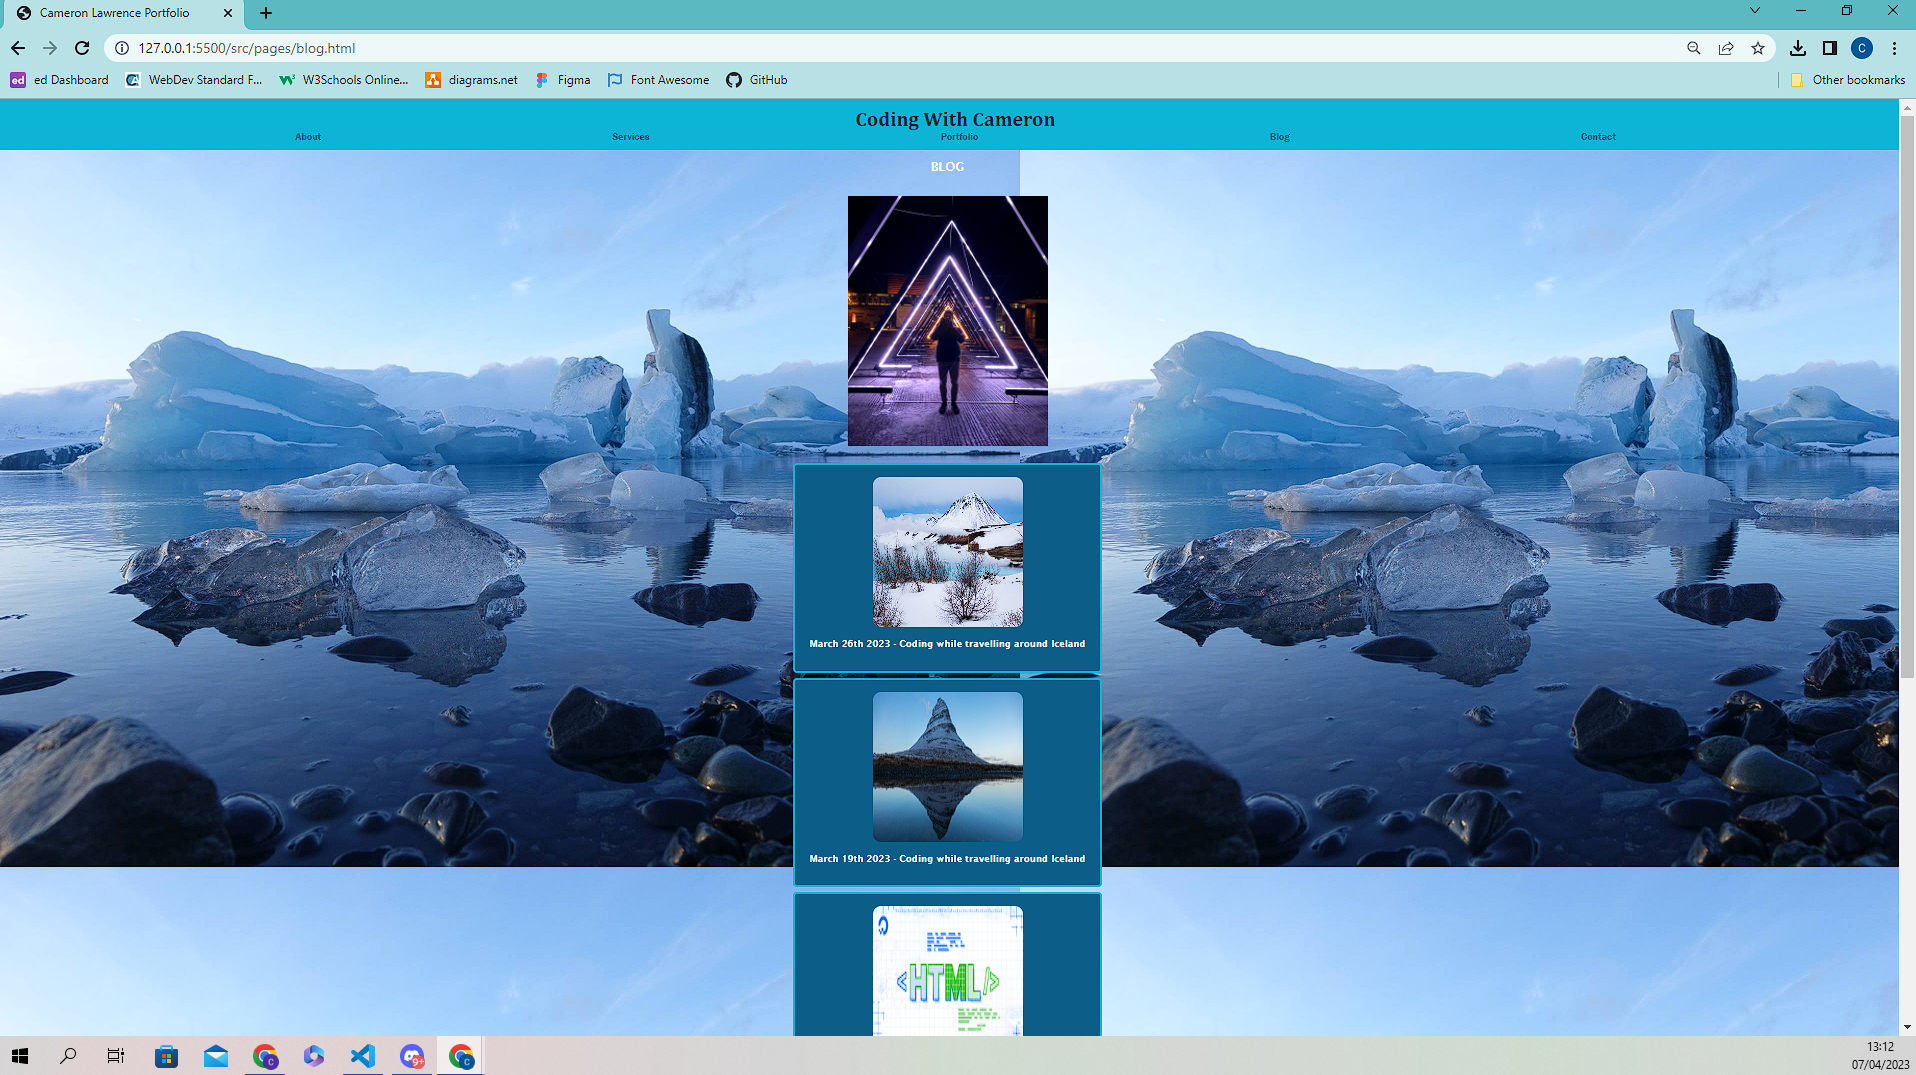 Cameron Lawrence Portfolio
127.0.0.1:5500/src/pages/blog.html
C
ed ed Dashboard WebDev Standard F... W3Schools Online... diagrams.net Figma Font Awesome GitHub Other bookmarks
Coding With Cameron
About Services Portfolio Blog Contact
BLOG
March 26th 2023 - Coding while travelling around Iceland
March 19th 2023 - Coding while travelling around Iceland
<HTML/>
9+
13:12
07/04/2023